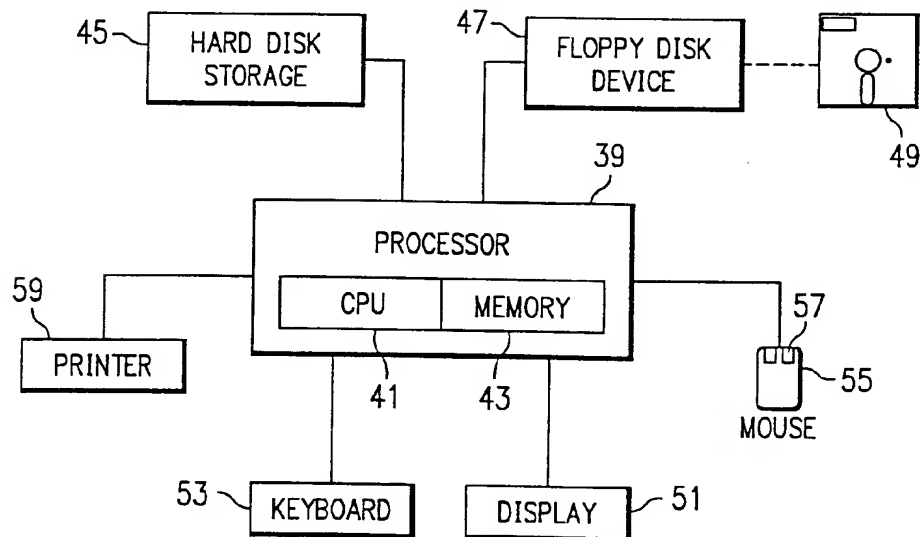 45
HARD DISK
STORAGE
47
FLOPPY DISK
DEVICE
49
39
PROCESSOR
CPU
MEMORY
41
43
59
PRINTER
57
55
MOUSE
53
KEYBOARD
DISPLAY
51